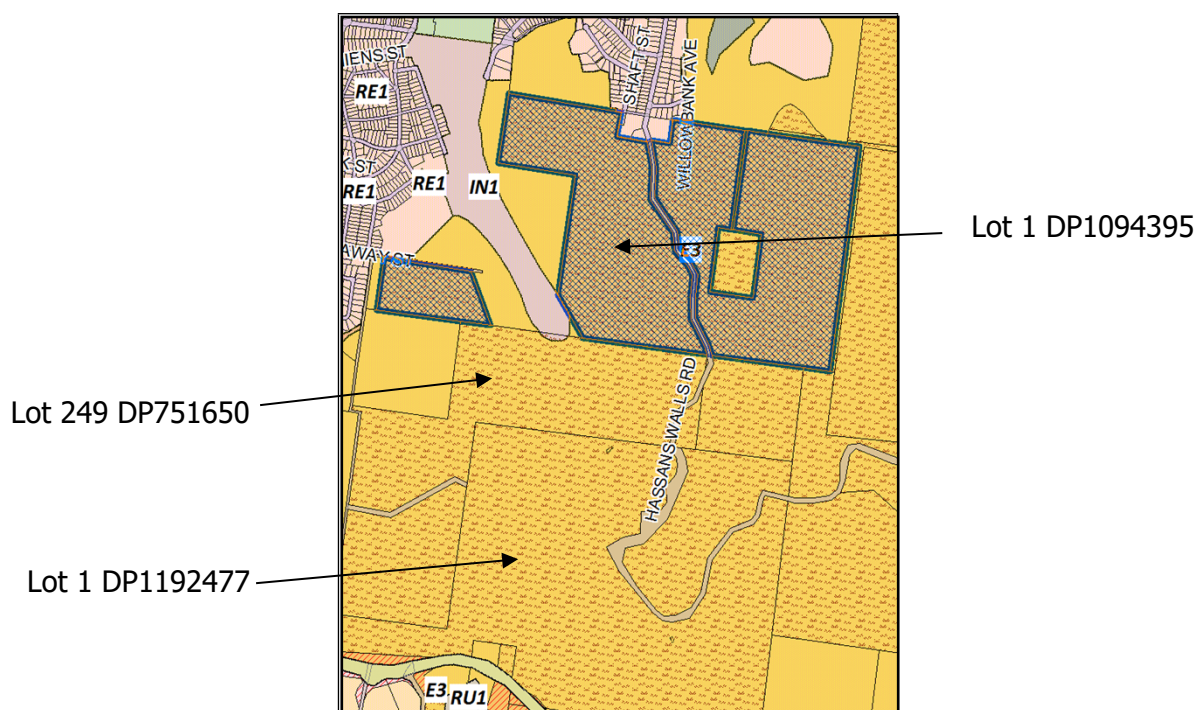 IENS ST
SHAFT ST
WILLOWBANK AVE
RE1
K ST
RE1
RE1
IN1
Lot 1 DP1094395
AWAY ST
E3
Lot 249 DP751650
HASSANS WALLS RD
Lot 1 DP1192477
E3
RU1